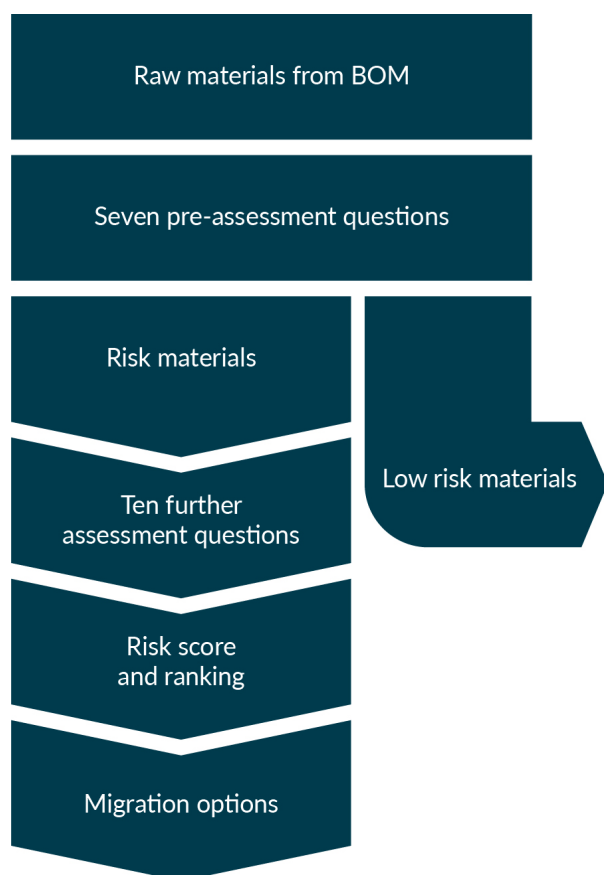 Raw materials from BOM
Seven pre-assessment questions
Risk materials
Low risk materials
Ten further
assessment questions
Risk score
and ranking
Migration options